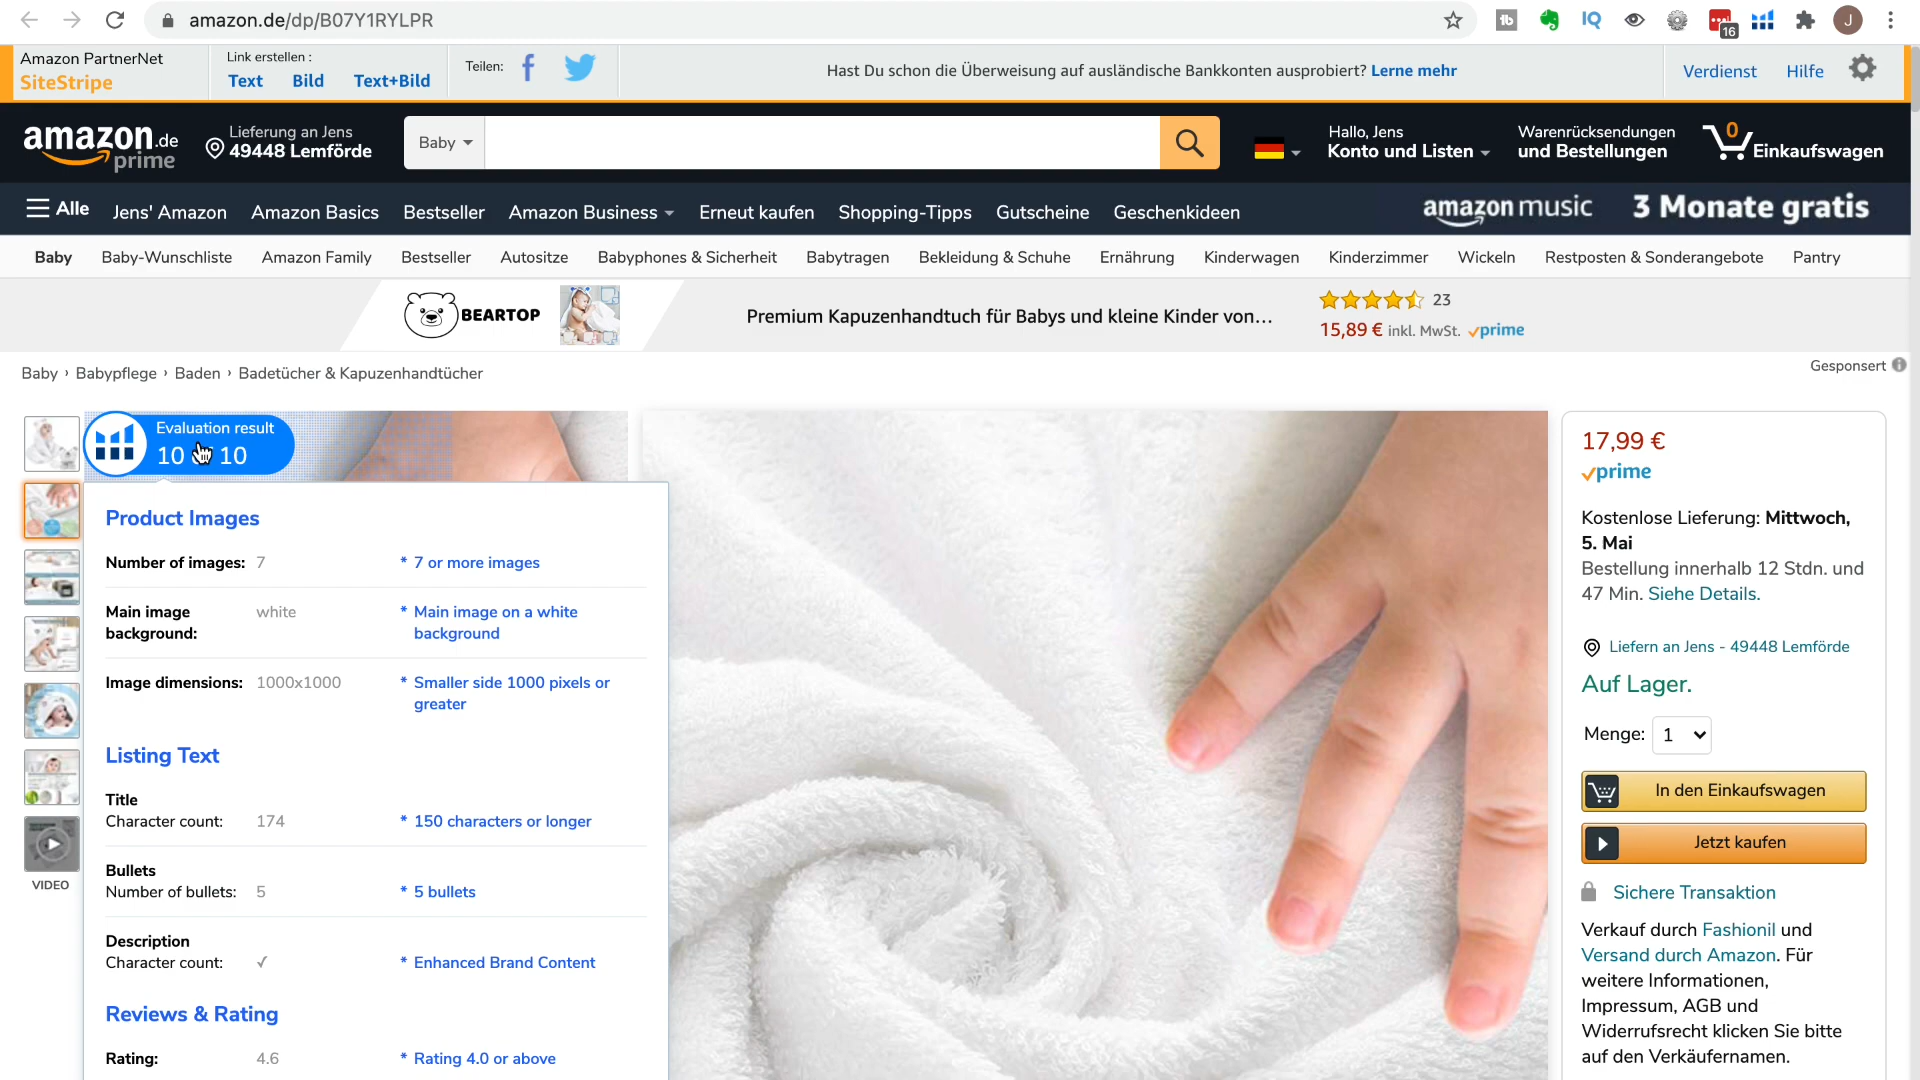 amazon.de/dp/B07Y1RYLPR
tb
IQ
16
J
Amazon PartnerNet
SiteStripe
Link erstellen :
Text Bild Text+Bild
Teilen:
Hast Du schon die Überweisung auf ausländische Bankkonten ausprobiert? Lerne mehr
Verdienst Hilfe
amazon.de
prime
Lieferung an Jens
49448 Lemförde
Baby
Hallo, Jens
Konto und Listen
Warenrücksendungen
und Bestellungen
0
Einkaufswagen
Alle Jens' Amazon Amazon Basics Bestseller Amazon Business Erneut kaufen Shopping-Tipps Gutscheine Geschenkideen
amazon music 3 Monate gratis
Baby Baby-Wunschliste Amazon Family Bestseller Autositze Babyphones & Sicherheit Babytragen Bekleidung & Schuhe Ernährung Kinderwagen Kinderzimmer Wickeln Restposten & Sonderangebote Pantry
BEARTOP
Premium Kapuzenhandtuch für Babys und kleine Kinder von...
23
15,89 € inkl. MwSt. prime
Gesponsert
Baby › Babypflege › Baden › Badetücher & Kapuzenhandtücher
Evaluation result
10 10
VIDEO
Product Images
Number of images: 7 * 7 or more images
Main image
background: white * Main image on a white
background
Image dimensions: 1000x1000 * Smaller side 1000 pixels or
greater
Listing Text
Title
Character count: 174 * 150 characters or longer
Bullets
Number of bullets: 5 * 5 bullets
Description
Character count: ✓ * Enhanced Brand Content
Reviews & Rating
Rating: 4.6 * Rating 4.0 or above
17,99 €
prime
Kostenlose Lieferung: Mittwoch,
5. Mai
Bestellung innerhalb 12 Stdn. und
47 Min. Siehe Details.
Liefern an Jens - 49448 Lemförde
Auf Lager.
Menge: 1
In den Einkaufswagen
Jetzt kaufen
Sichere Transaktion
Verkauf durch Fashionil und
Versand durch Amazon. Für
weitere Informationen,
Impressum, AGB und
Widerrufsrecht klicken Sie bitte
auf den Verkäufernamen.